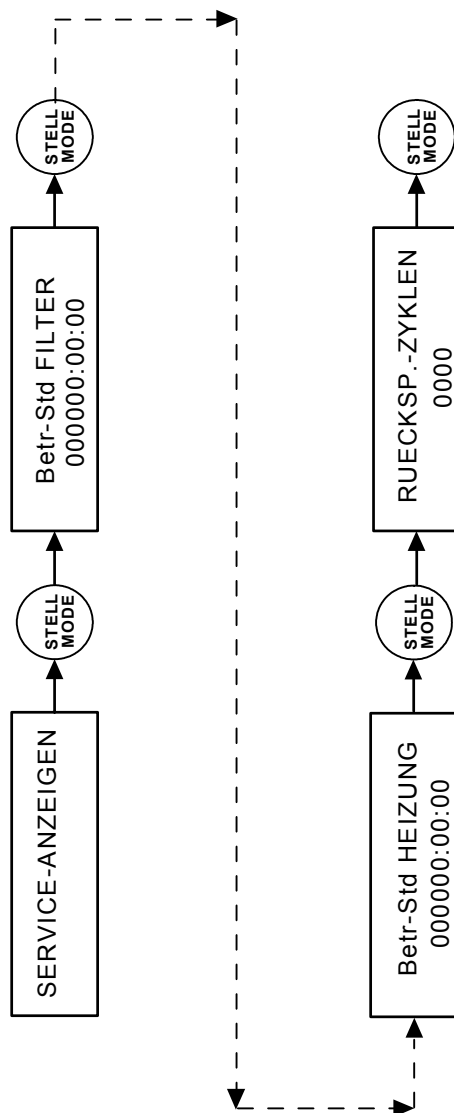 SERVICE-ANZEIGEN
STELL
MODE
Betr-Std FILTER
000000:00:00
STELL
MODE
Betr-Std HEIZUNG
000000:00:00
STELL
MODE
RUECKSP.-ZYKLEN
0000
STELL
MODE